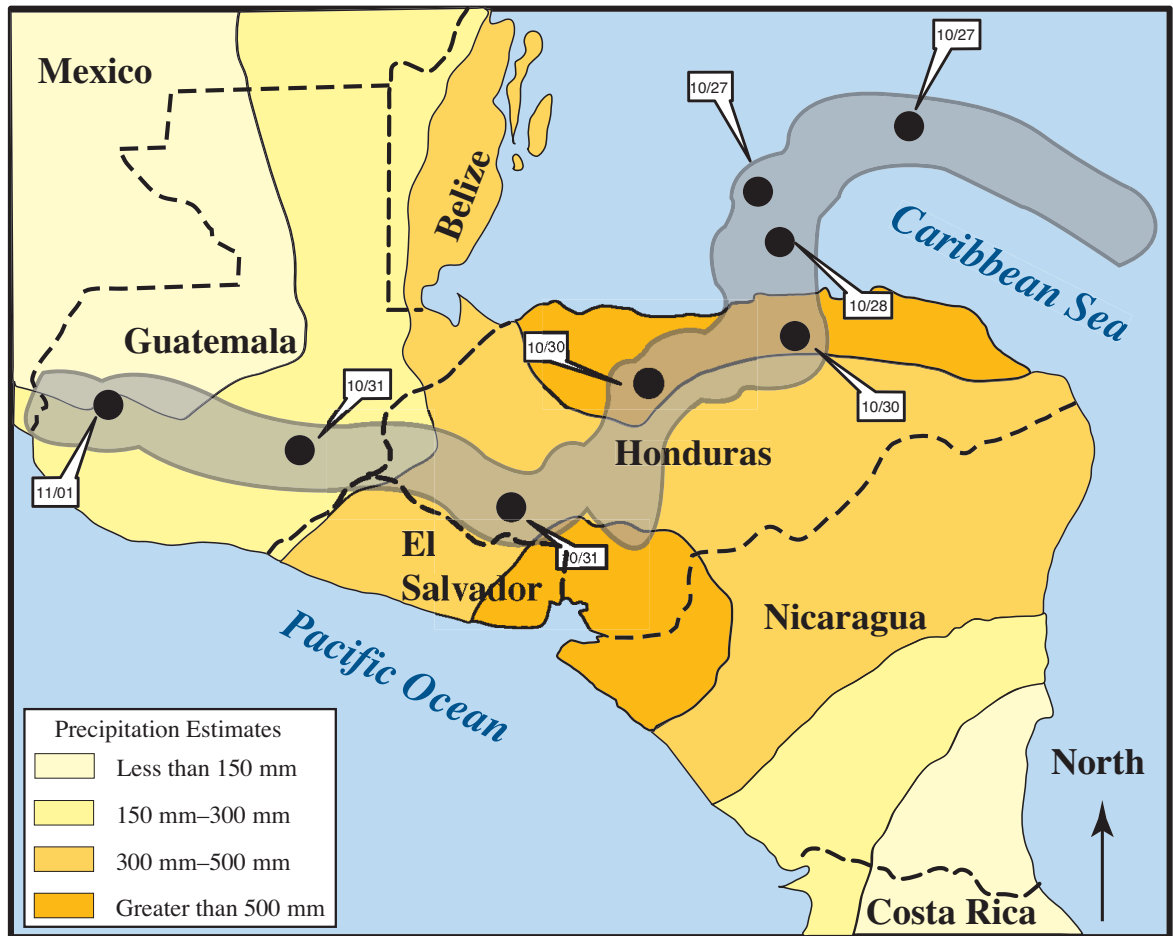 10/27
Mexico
10/27
Belize
Caribbean Sea
10/28
Guatemala
10/30
10/31
10/30
Honduras
11/01
El
Salvador
10/31
Nicaragua
Pacific Ocean
Precipitation Estimates
Less than 150 mm
150 mm–300 mm
300 mm–500 mm
Greater than 500 mm
North
Costa Rica